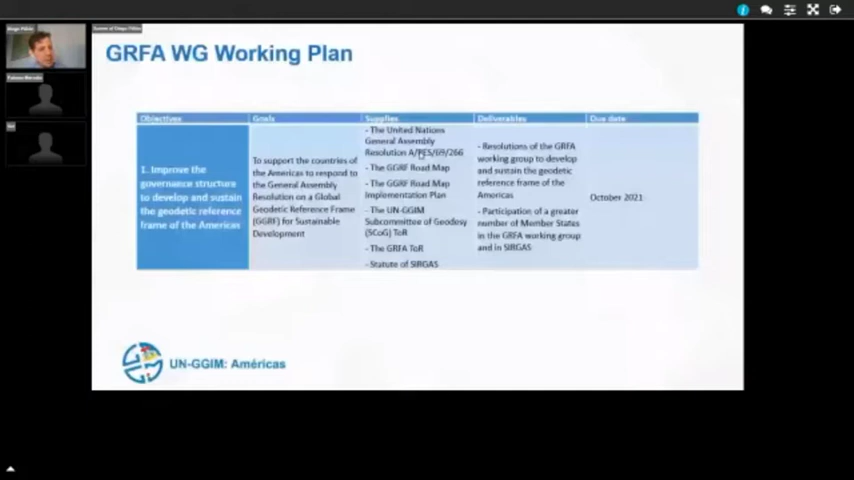 GRFA WG Working Plan
Objectives
Goals
Supplies
Deliverables
Due date
1. Improve the
governance structure
to develop and sustain
the geodetic reference
frame of the Americas
To support the countries of
the Americas to respond to
the General Assembly
Resolution on a Global
Geodetic Reference Frame
(GGRF) for Sustainable
Development
- The United Nations
General Assembly
Resolution A/RES/69/266
- The GGRF Road Map
- The GGRF Road Map
Implementation Plan
- The UN-GGIM
Subcommittee of Geodesy
(SCoG) ToR
- The GRFA ToR
- Statute of SIRGAS
- Resolutions of the GRFA
working group to develop
and sustain the geodetic
reference frame of the
Americas
- Participation of a greater
number of Member States
in the GRFA working group
and in SIRGAS
October 2021
UN-GGIM: Américas